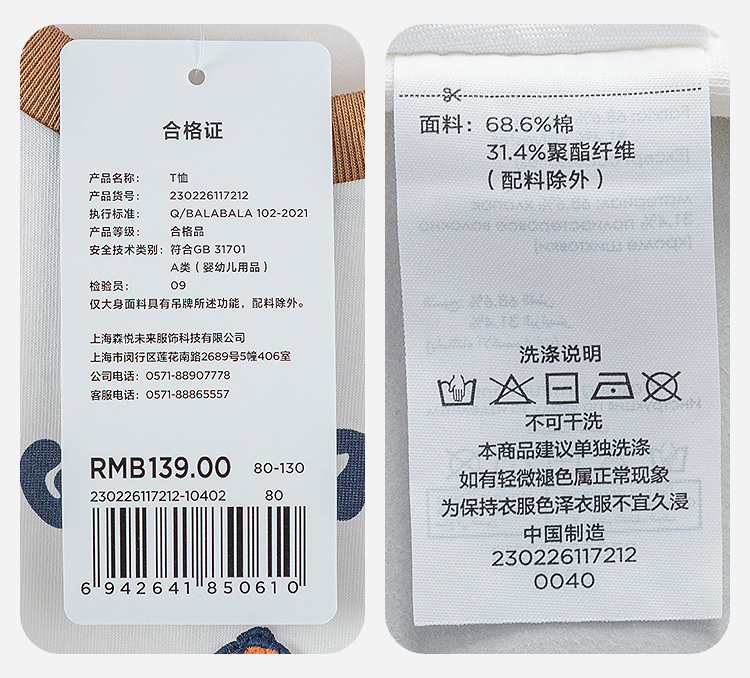 合格证
产品名称： T恤
产品货号： 230226117212
执行标准： Q/BALABALA 102-2021
产品等级： 合格品
安全技术类别：符合GB 31701
A类（婴幼儿用品）
检验员： 09
仅大身面料具有吊牌所述功能，配料除外。
上海森悦未来服饰科技有限公司
上海市闵行区莲花南路2689号5幢406室
公司电话：0571-88907778
客服电话：0571-88865557
RMB139.00 80-130
230226117212-10402 80
6 942641 850610
面料：68.6%棉
31.4%聚酯纤维
（配料除外）
洗涤说明
不可干洗
本商品建议单独洗涤
如有轻微褪色属正常现象
为保持衣服色泽衣服不宜久浸
中国制造
230226117212
0040